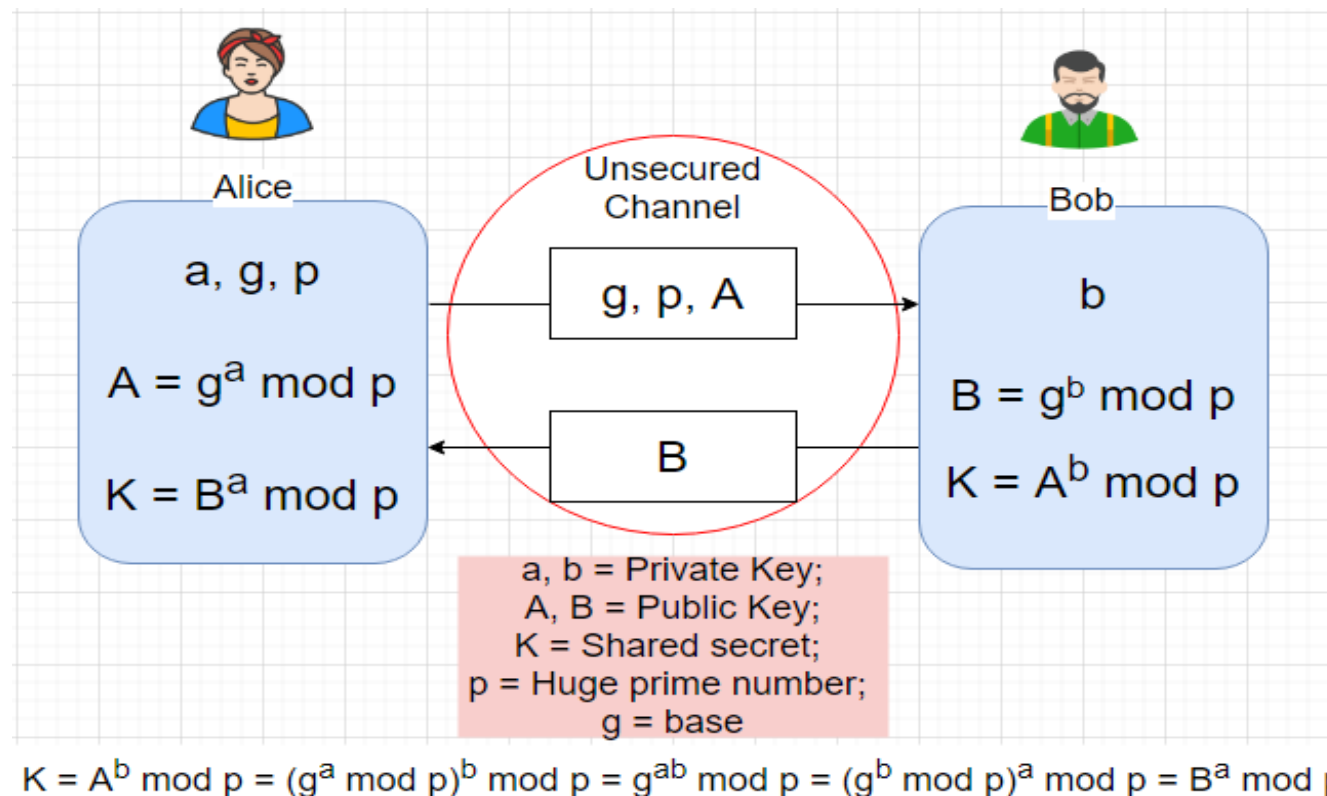 Alice
a, g, p
A = gᵃ mod p
K = Bᵃ mod p
Unsecured
Channel
g, p, A
B
Bob
b
B = gᵇ mod p
K = Aᵇ mod p
a, b = Private Key;
A, B = Public Key;
K = Shared secret;
p = Huge prime number;
g = base
K = Aᵇ mod p = (gᵃ mod p)ᵇ mod p = gᵃᵇ mod p = (gᵇ mod p)ᵃ mod p = Bᵃ mod p